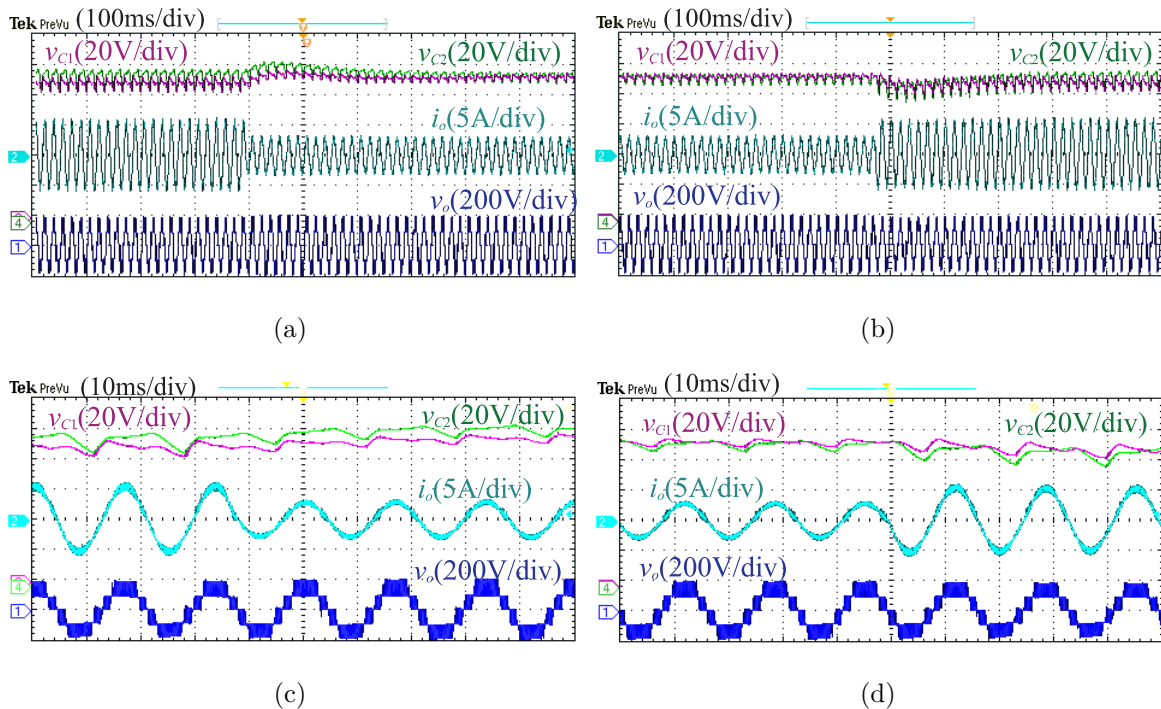 Tek PreVu (100ms/div)
vC1(20V/div) vC2(20V/div)
io(5A/div)
2
vo(200V/div)
4
1
(a)
Tek PreVu (100ms/div)
vC1(20V/div) vC2(20V/div)
io(5A/div)
2
vo(200V/div)
4
1
(b)
Tek PreVu (10ms/div)
vC1(20V/div) vC2(20V/div)
io(5A/div)
2
vo(200V/div)
4
1
(c)
Tek PreVu (10ms/div)
vC1(20V/div) vC2(20V/div)
io(5A/div)
2
vo(200V/div)
4
1
(d)